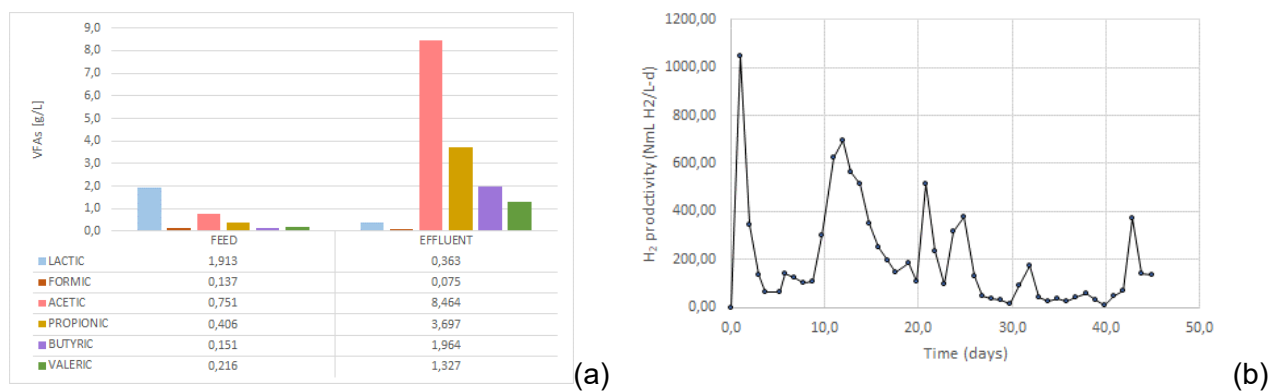 9,0
8,0
7,0
6,0
5,0
4,0
3,0
2,0
1,0
0,0
VFAs [g/L]
FEED EFFLUENT
LACTIC 1,913 0,363
FORMIC 0,137 0,075
ACETIC 0,751 8,464
PROPIONIC 0,406 3,697
BUTYRIC 0,151 1,964
VALERIC 0,216 1,327
(a)
1200,00
1000,00
800,00
600,00
400,00
200,00
0,00
H₂ prodctivity (NmL H2/L-d)
0,0 10,0 20,0 30,0 40,0 50,0
Time (days)
(b)